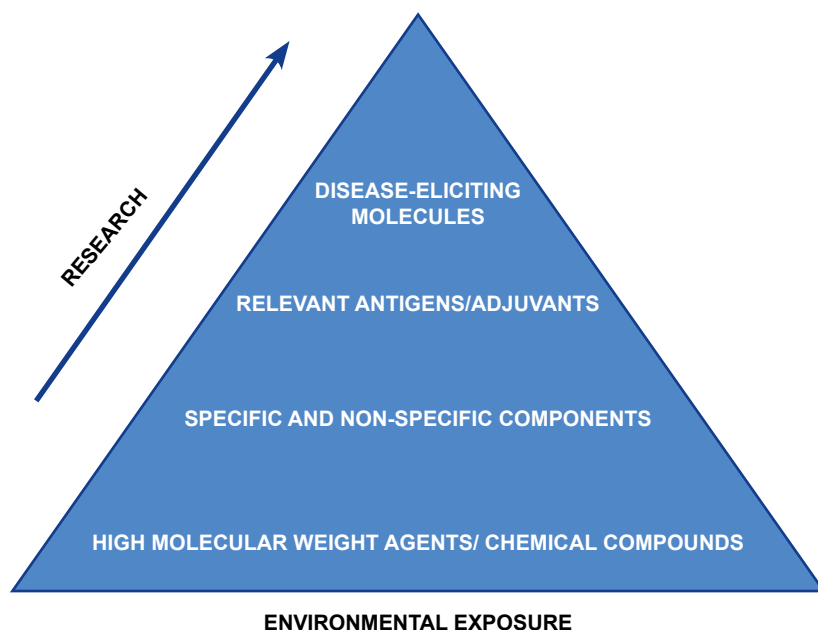 RESEARCH
DISEASE-ELICITING
MOLECULES
RELEVANT ANTIGENS/ADJUVANTS
SPECIFIC AND NON-SPECIFIC COMPONENTS
HIGH MOLECULAR WEIGHT AGENTS/ CHEMICAL COMPOUNDS
ENVIRONMENTAL EXPOSURE